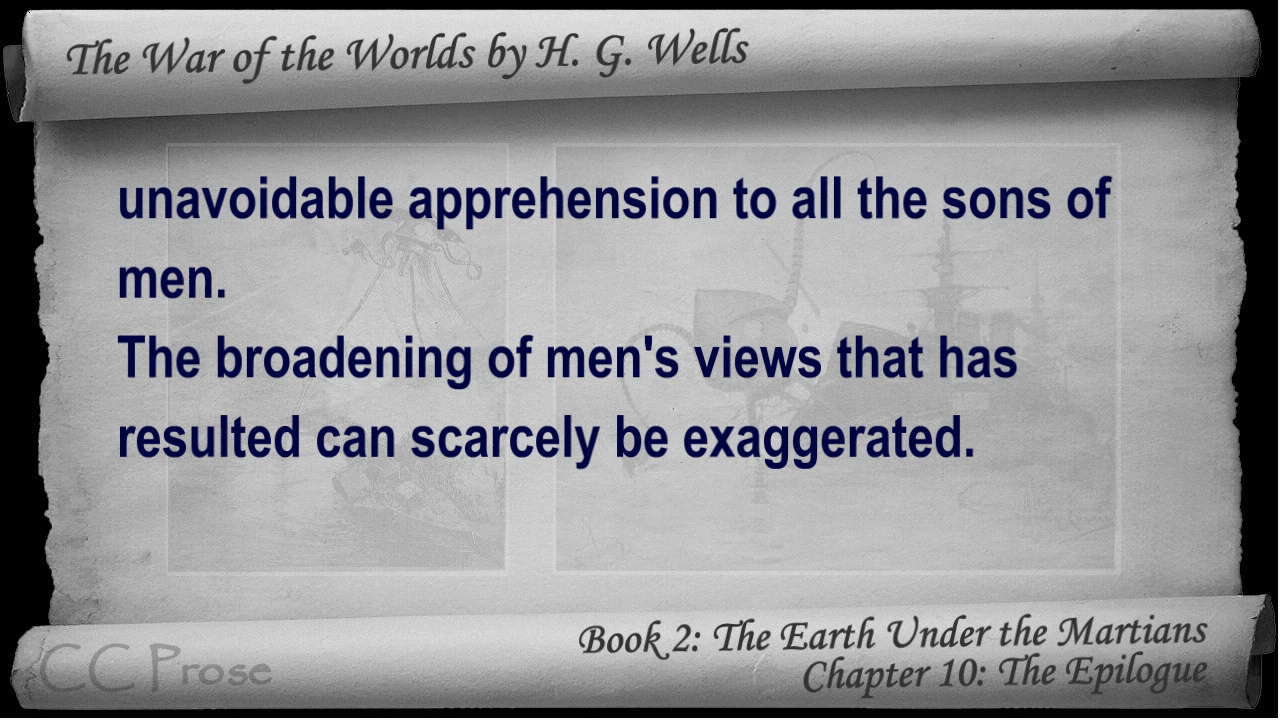 The War of the Worlds by H. G. Wells
unavoidable apprehension to all the sons of
men.
The broadening of men's views that has
resulted can scarcely be exaggerated.
Book 2: The Earth Under the Martians
Chapter 10: The Epilogue
CC Prose